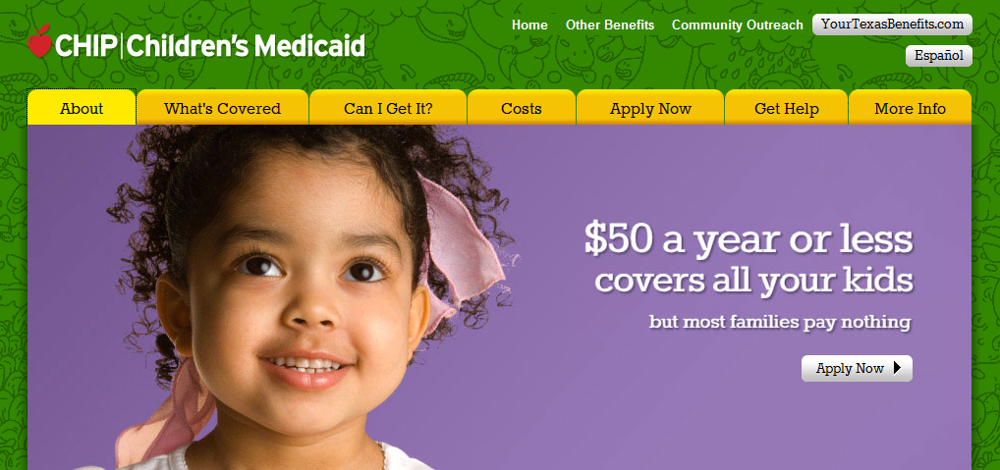 Home
Other Benefits
Community Outreach
YourTexasBenefits.com
CHIP | Children's Medicaid
Español
About
What's Covered
Can I Get It?
Costs
Apply Now
Get Help
More Info
$50 a year or less
covers all your kids
but most families pay nothing
Apply Now